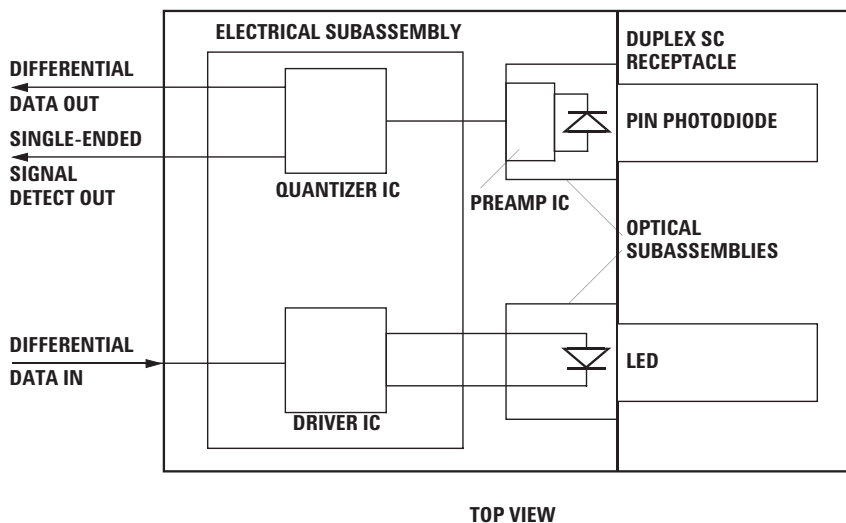 ELECTRICAL SUBASSEMBLY
DUPLEX SC
RECEPTACLE
DIFFERENTIAL
DATA OUT
SINGLE-ENDED
SIGNAL
DETECT OUT
QUANTIZER IC
PREAMP IC
PIN PHOTODIODE
OPTICAL
SUBASSEMBLIES
DIFFERENTIAL
DATA IN
DRIVER IC
LED
TOP VIEW